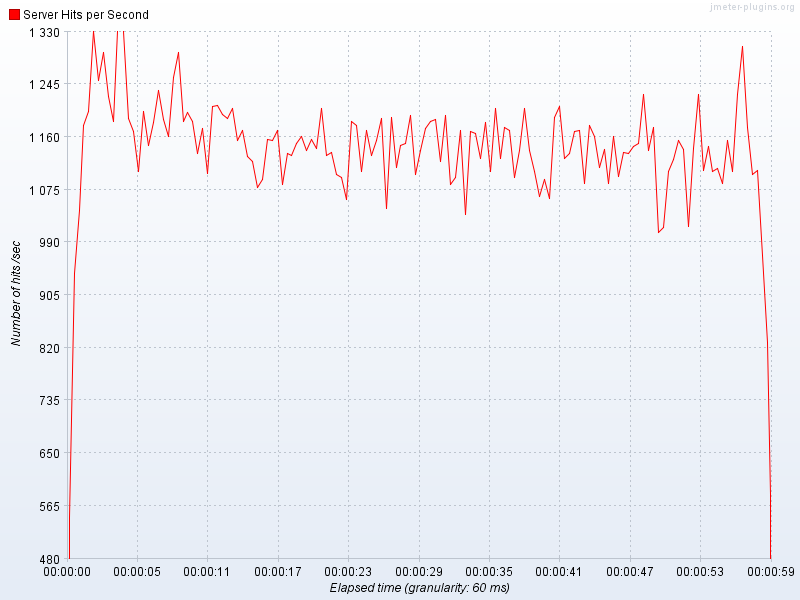 jmeter-plugins.org
Server Hits per Second
1 330
1 245
1 160
1 075
990
905
820
735
650
565
480
Number of hits /sec
00:00:00 00:00:05 00:00:11 00:00:17 00:00:23 00:00:29 00:00:35 00:00:41 00:00:47 00:00:53 00:00:59
Elapsed time (granularity: 60 ms)